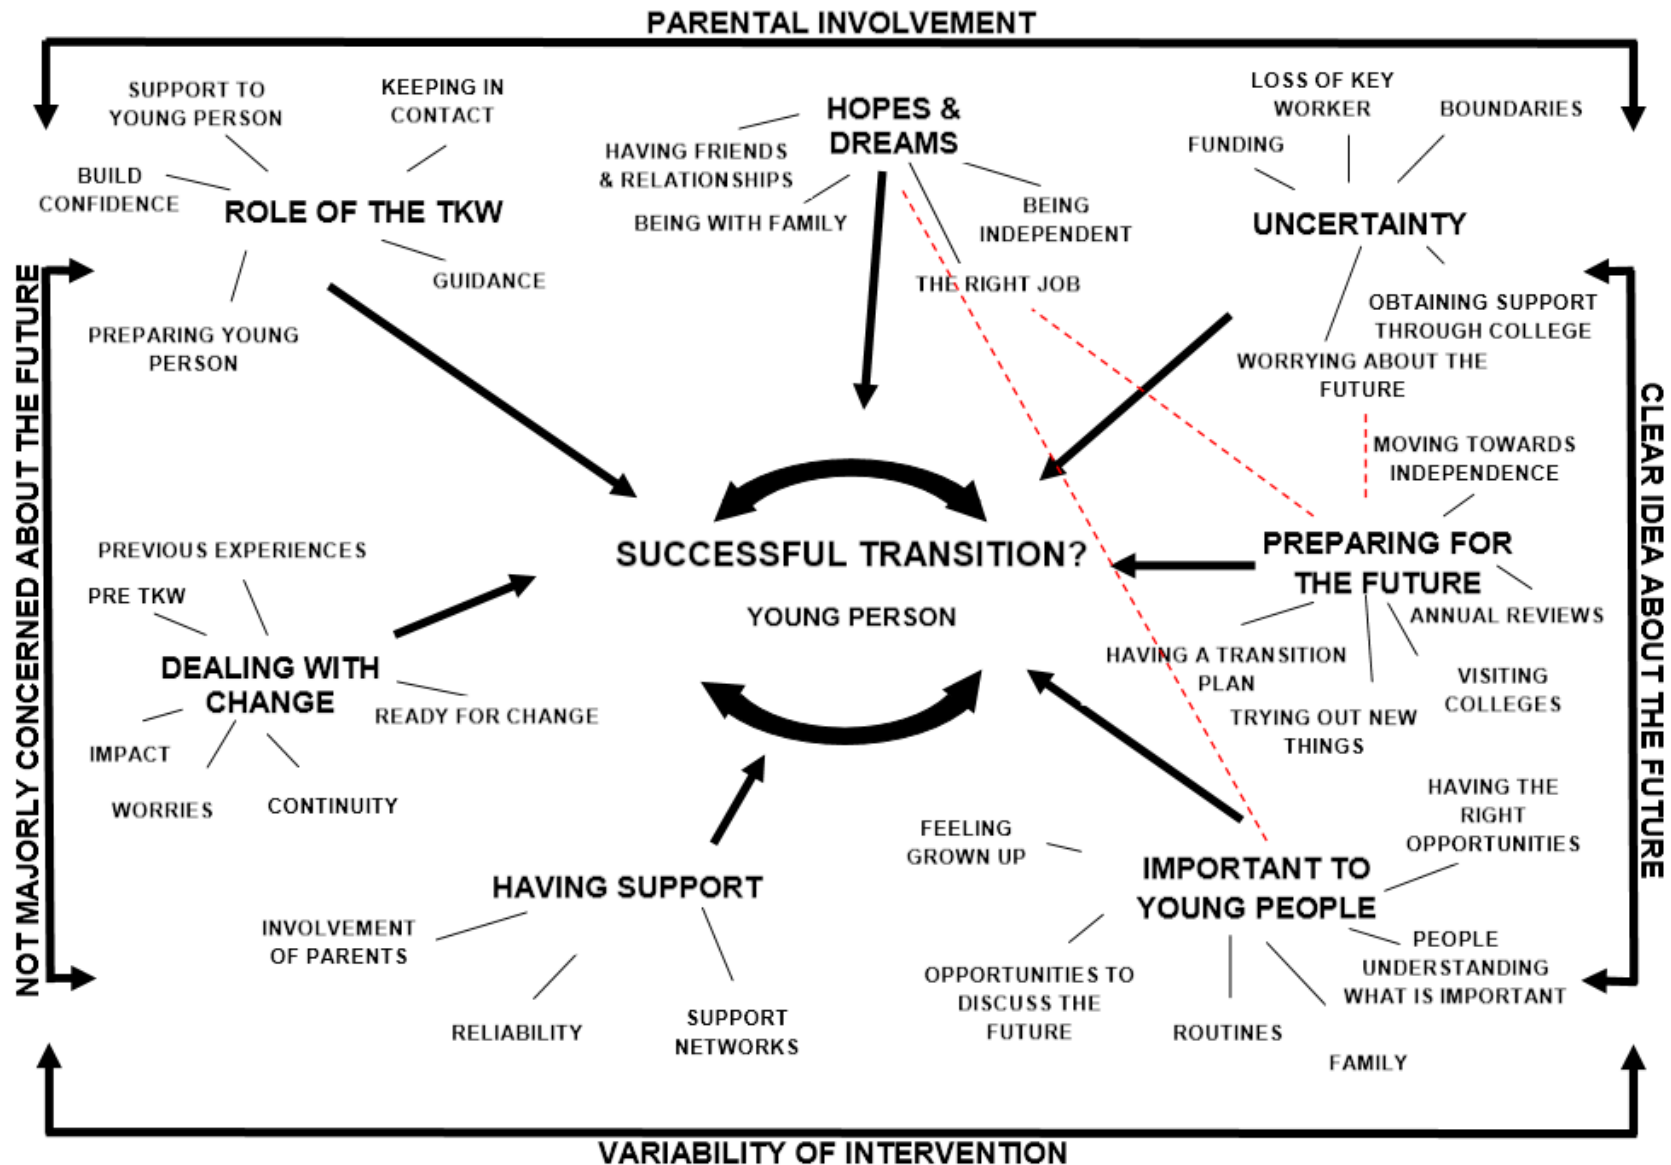 PARENTAL INVOLVEMENT
SUPPORT TO
YOUNG PERSON
KEEPING IN
CONTACT
BUILD
CONFIDENCE
ROLE OF THE TKW
GUIDANCE
PREPARING YOUNG
PERSON
HOPES &
DREAMS
HAVING FRIENDS
& RELATIONSHIPS
BEING WITH FAMILY
BEING
INDEPENDENT
THE RIGHT JOB
LOSS OF KEY
WORKER
BOUNDARIES
FUNDING
UNCERTAINTY
OBTAINING SUPPORT
THROUGH COLLEGE
WORRYING ABOUT THE
FUTURE
NOT MAJORLY CONCERNED ABOUT THE FUTURE
CLEAR IDEA ABOUT THE FUTURE
SUCCESSFUL TRANSITION?
YOUNG PERSON
MOVING TOWARDS
INDEPENDENCE
PREPARING FOR
THE FUTURE
ANNUAL REVIEWS
HAVING A TRANSITION
PLAN
VISITING
COLLEGES
TRYING OUT NEW
THINGS
PREVIOUS EXPERIENCES
PRE TKW
DEALING WITH
CHANGE
READY FOR CHANGE
IMPACT
WORRIES
CONTINUITY
HAVING SUPPORT
INVOLVEMENT
OF PARENTS
RELIABILITY
SUPPORT
NETWORKS
FEELING
GROWN UP
HAVING THE
RIGHT
OPPORTUNITIES
IMPORTANT TO
YOUNG PEOPLE
PEOPLE
UNDERSTANDING
WHAT IS IMPORTANT
OPPORTUNITIES TO
DISCUSS THE
FUTURE
ROUTINES
FAMILY
VARIABILITY OF INTERVENTION